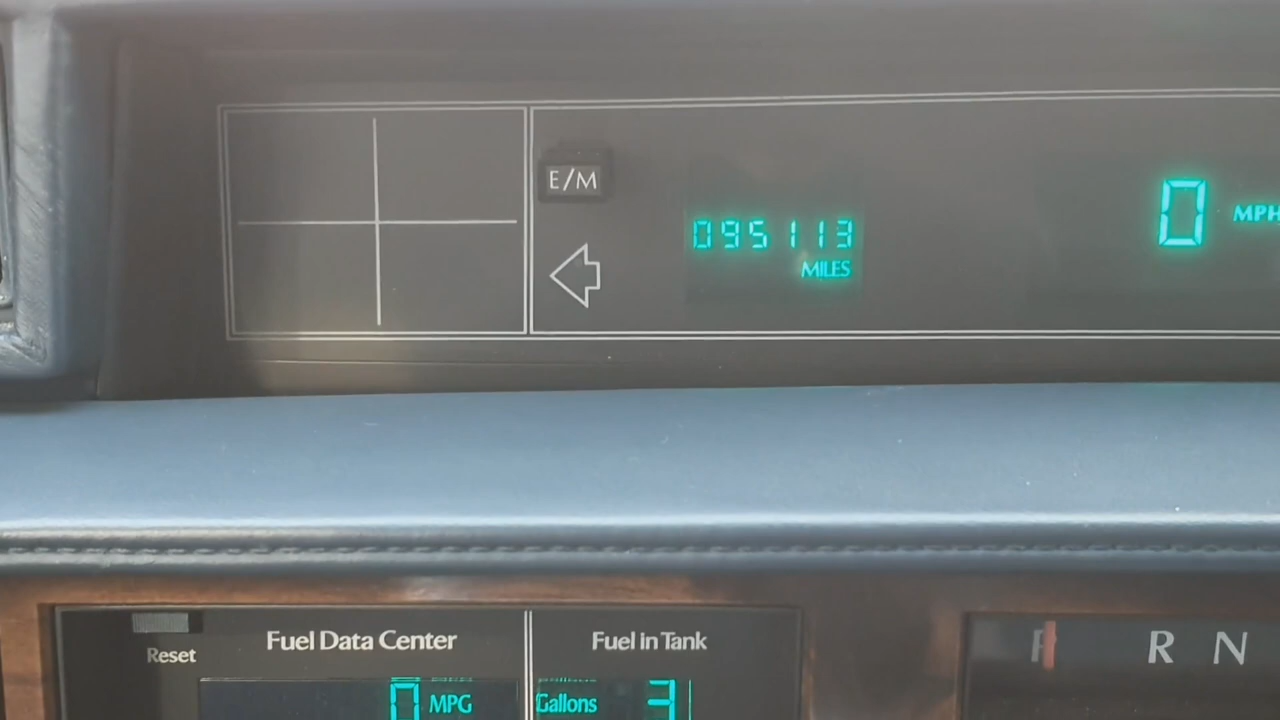 E/M
095113
MILES
0 MPH
Fuel Data Center
Fuel in Tank
Reset
P R N
0 MPG
Gallons 3